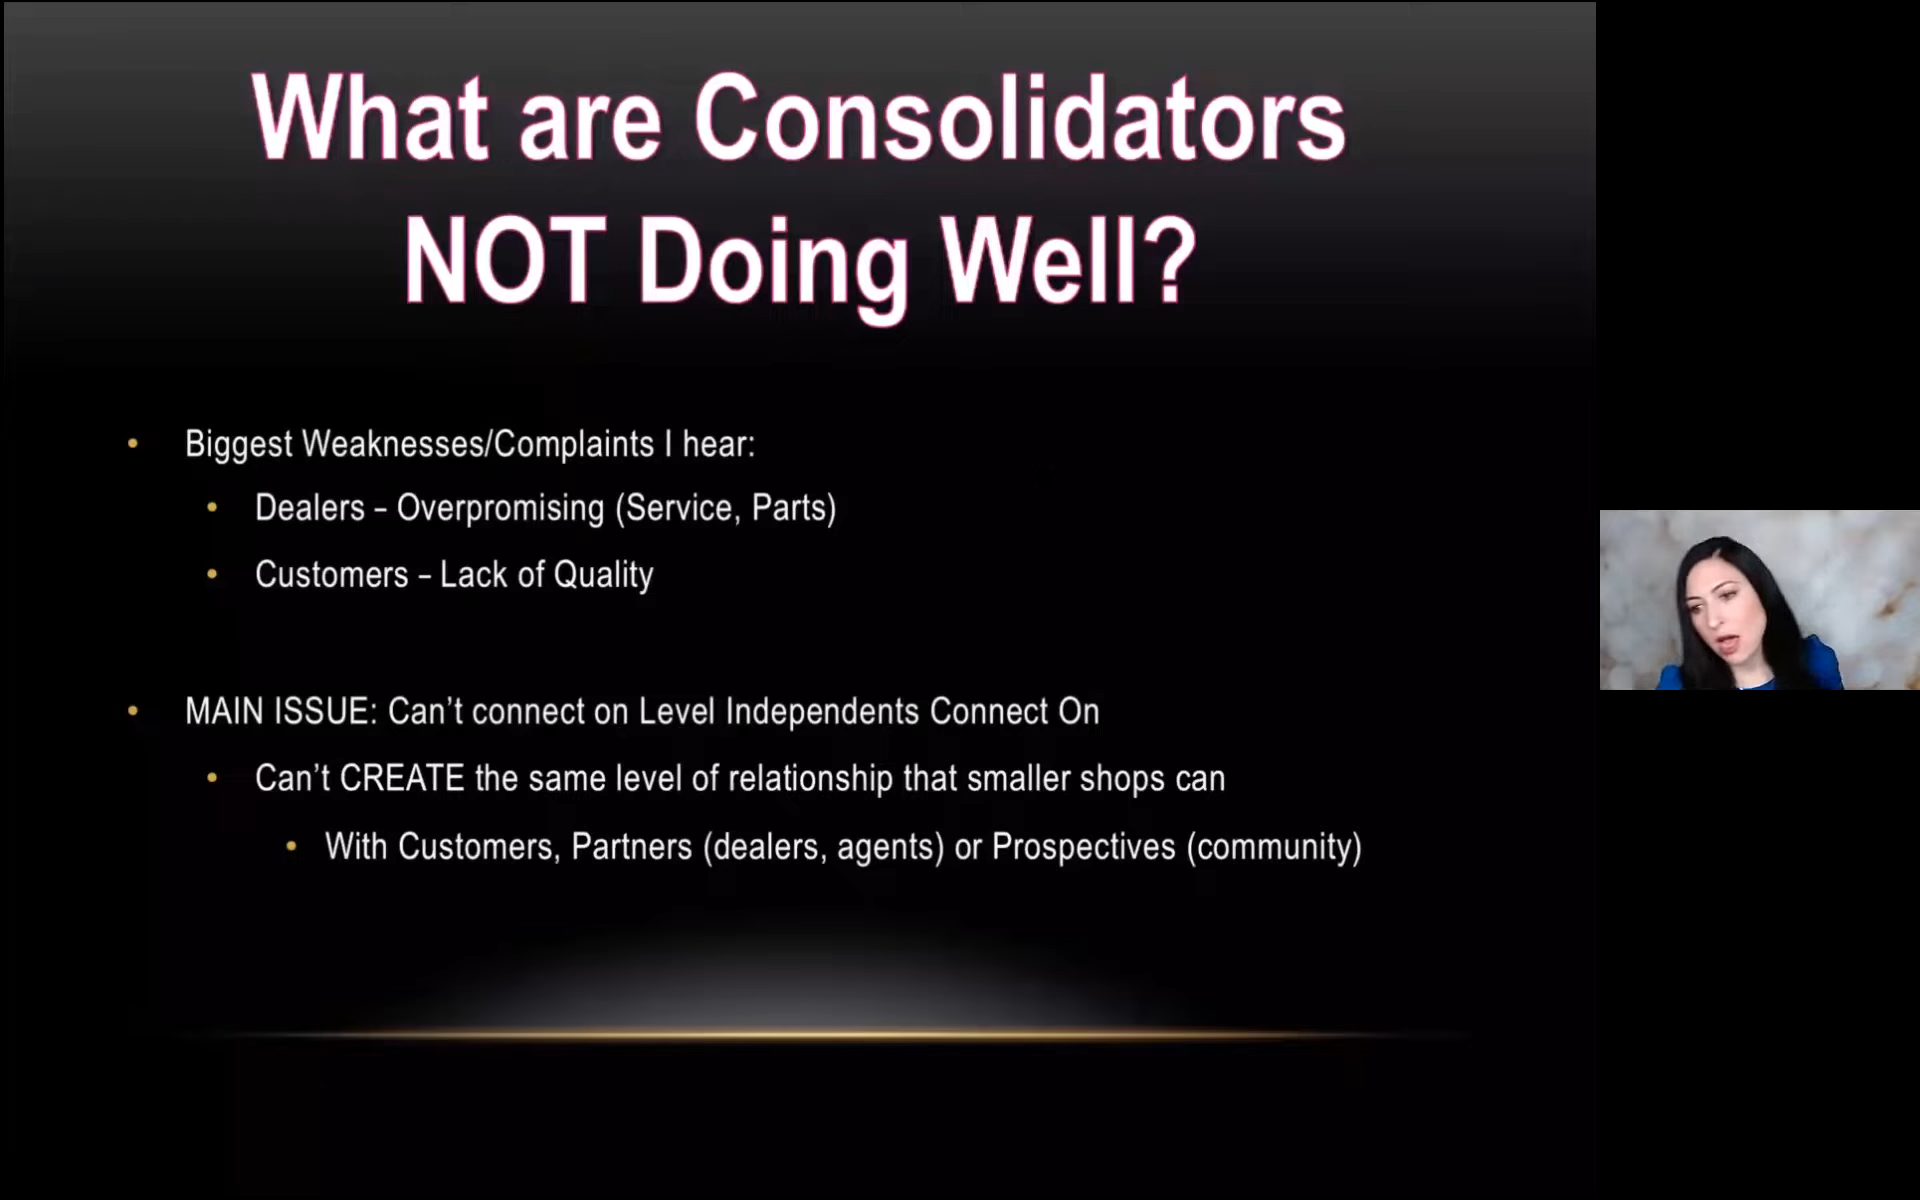 What are Consolidators
NOT Doing Well?
• Biggest Weaknesses/Complaints I hear:
• Dealers – Overpromising (Service, Parts)
• Customers – Lack of Quality
• MAIN ISSUE: Can’t connect on Level Independents Connect On
• Can’t CREATE the same level of relationship that smaller shops can
• With Customers, Partners (dealers, agents) or Prospectives (community)